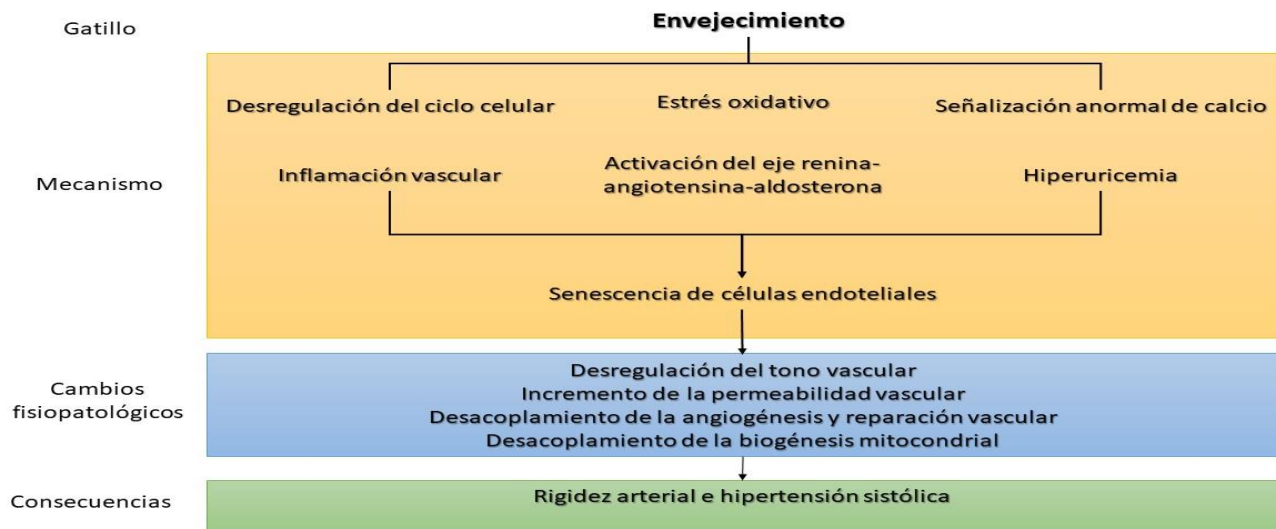 Gatillo
Envejecimiento
Desregulación del ciclo celular
Estrés oxidativo
Señalización anormal de calcio
Mecanismo
Inflamación vascular
Activación del eje renina-
angiotensina-aldosterona
Hiperuricemia
Senescencia de células endoteliales
Cambios
fisiopatológicos
Desregulación del tono vascular
Incremento de la permeabilidad vascular
Desacoplamiento de la angiogénesis y reparación vascular
Desacoplamiento de la biogénesis mitocondrial
Consecuencias
Rigidez arterial e hipertensión sistólica